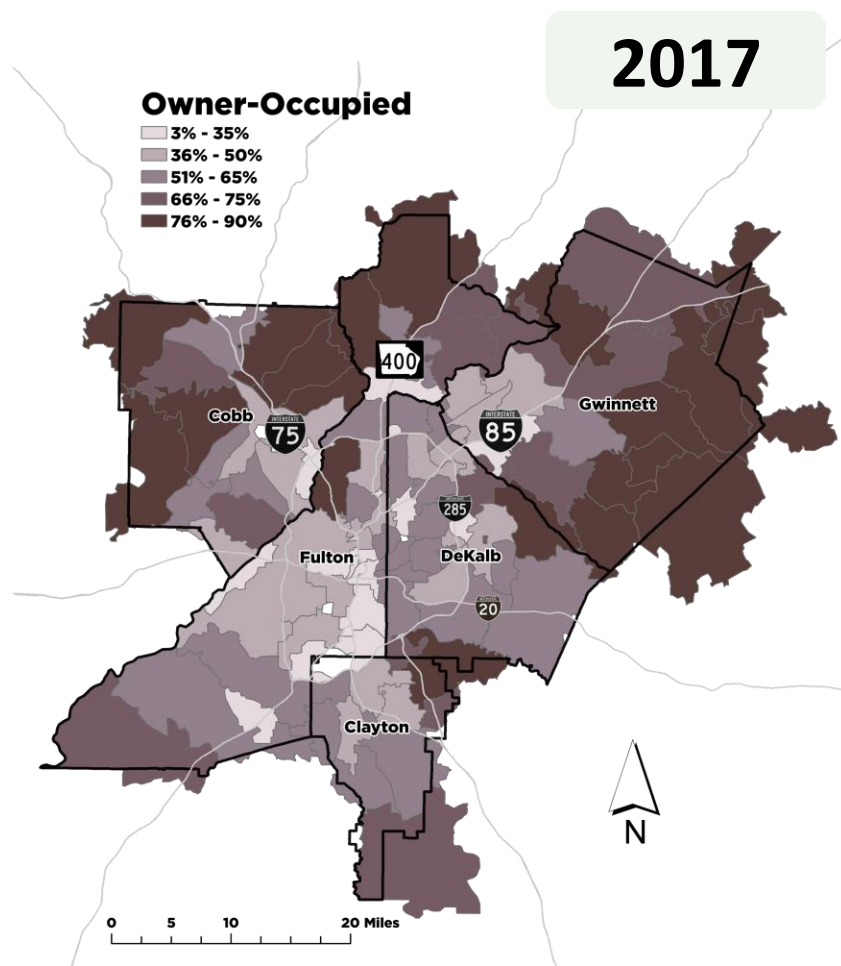 2017
Owner-Occupied
3% - 35%
36% - 50%
51% - 65%
66% - 75%
76% - 90%
400
Cobb
INTERSTATE
75
INTERSTATE
85
Gwinnett
285
Fulton
DeKalb
20
Clayton
N
0 5 10 20 Miles